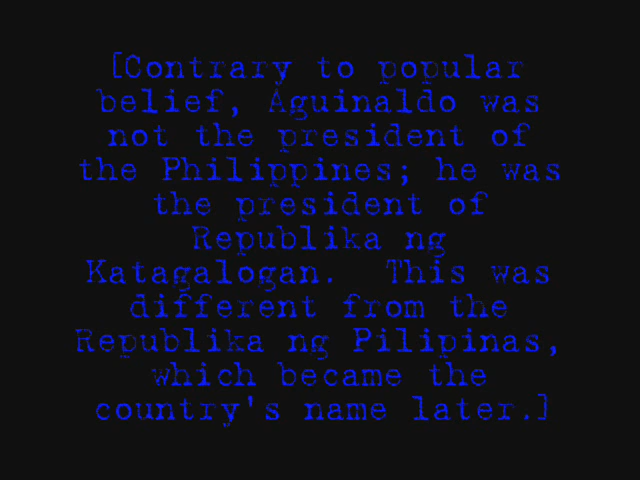 [Contrary to popular
belief, Aguinaldo was
not the president of
the Philippines; he was
the president of
Republika ng
Katagalogan.  This was
different from the
Republika ng Pilipinas,
which became the
country's name later.]